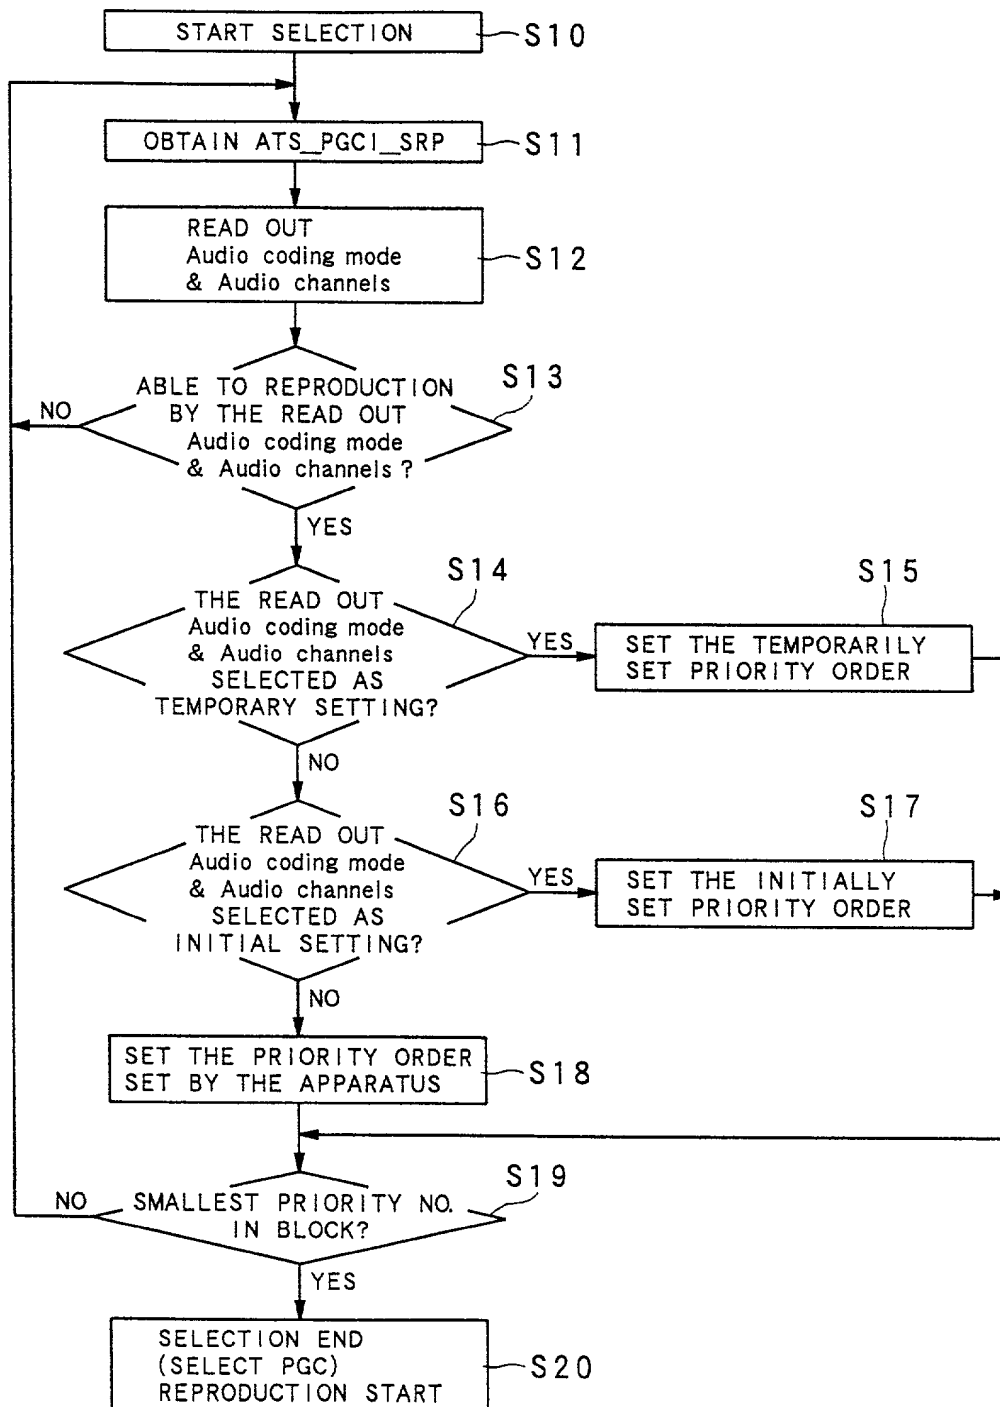 START SELECTION
S10
OBTAIN ATS_PGCI_SRP
S11
READ OUT
Audio coding mode
& Audio channels
S12
ABLE TO REPRODUCTION
BY THE READ OUT
Audio coding mode
& Audio channels ?
S13
NO
YES
THE READ OUT
Audio coding mode
& Audio channels
SELECTED AS
TEMPORARY SETTING?
S14
YES
SET THE TEMPORARILY
SET PRIORITY ORDER
S15
NO
THE READ OUT
Audio coding mode
& Audio channels
SELECTED AS
INITIAL SETTING?
S16
YES
SET THE INITIALLY
SET PRIORITY ORDER
S17
NO
SET THE PRIORITY ORDER
SET BY THE APPARATUS
S18
SMALLEST PRIORITY NO.
IN BLOCK?
S19
NO
YES
SELECTION END
(SELECT PGC)
REPRODUCTION START
S20